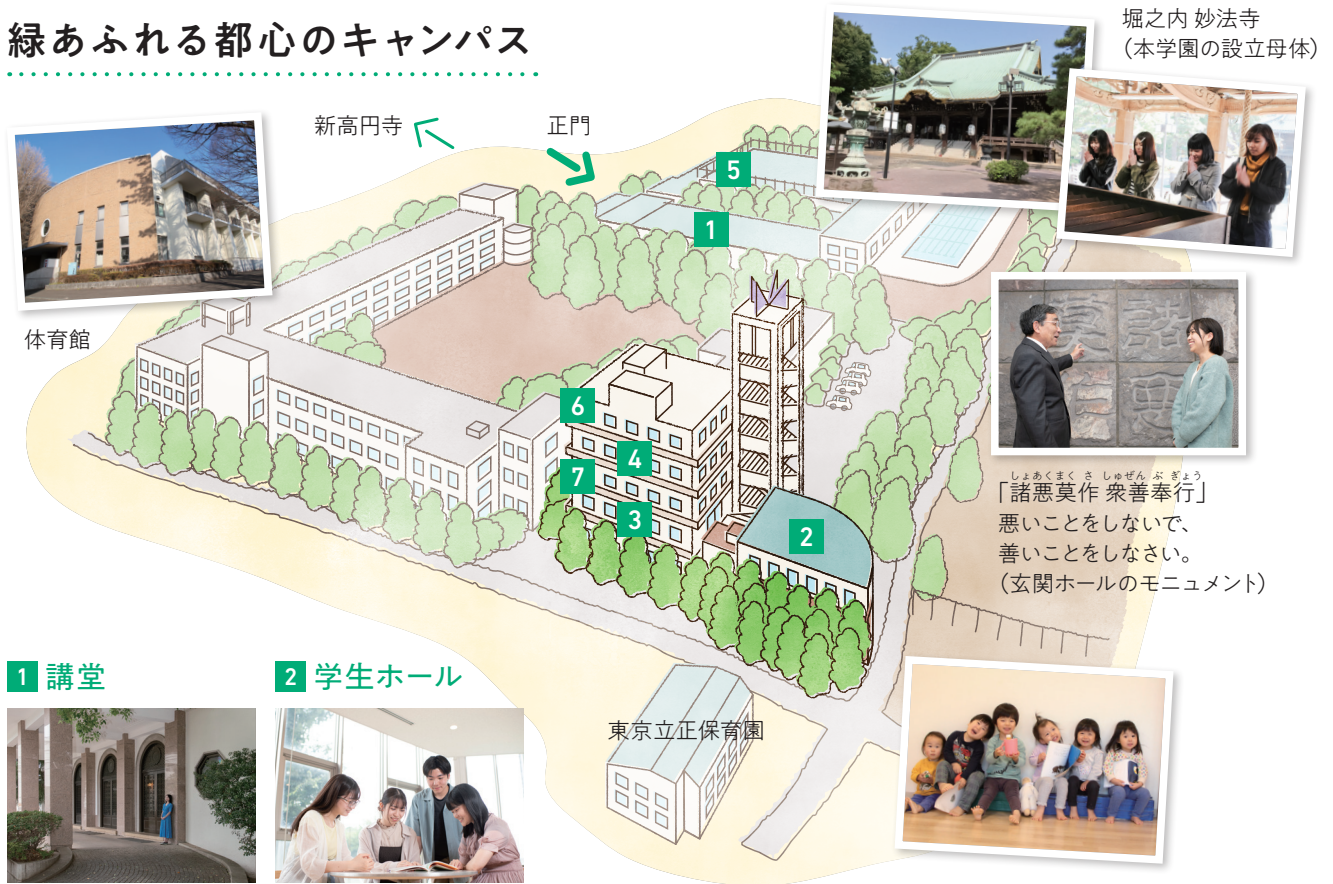 緑あふれる都心のキャンパス
堀之内 妙法寺
(本学園の設立母体)
新高円寺
正門
5
1
体育館
6
4
7
3
2
しょあくまく さ しゅぜん ぶ ぎょう
「諸悪莫作 衆善奉行」
悪いことをしないで、
善いことをしなさい。
(玄関ホールのモニュメント)
1 講堂
2 学生ホール
東京立正保育園